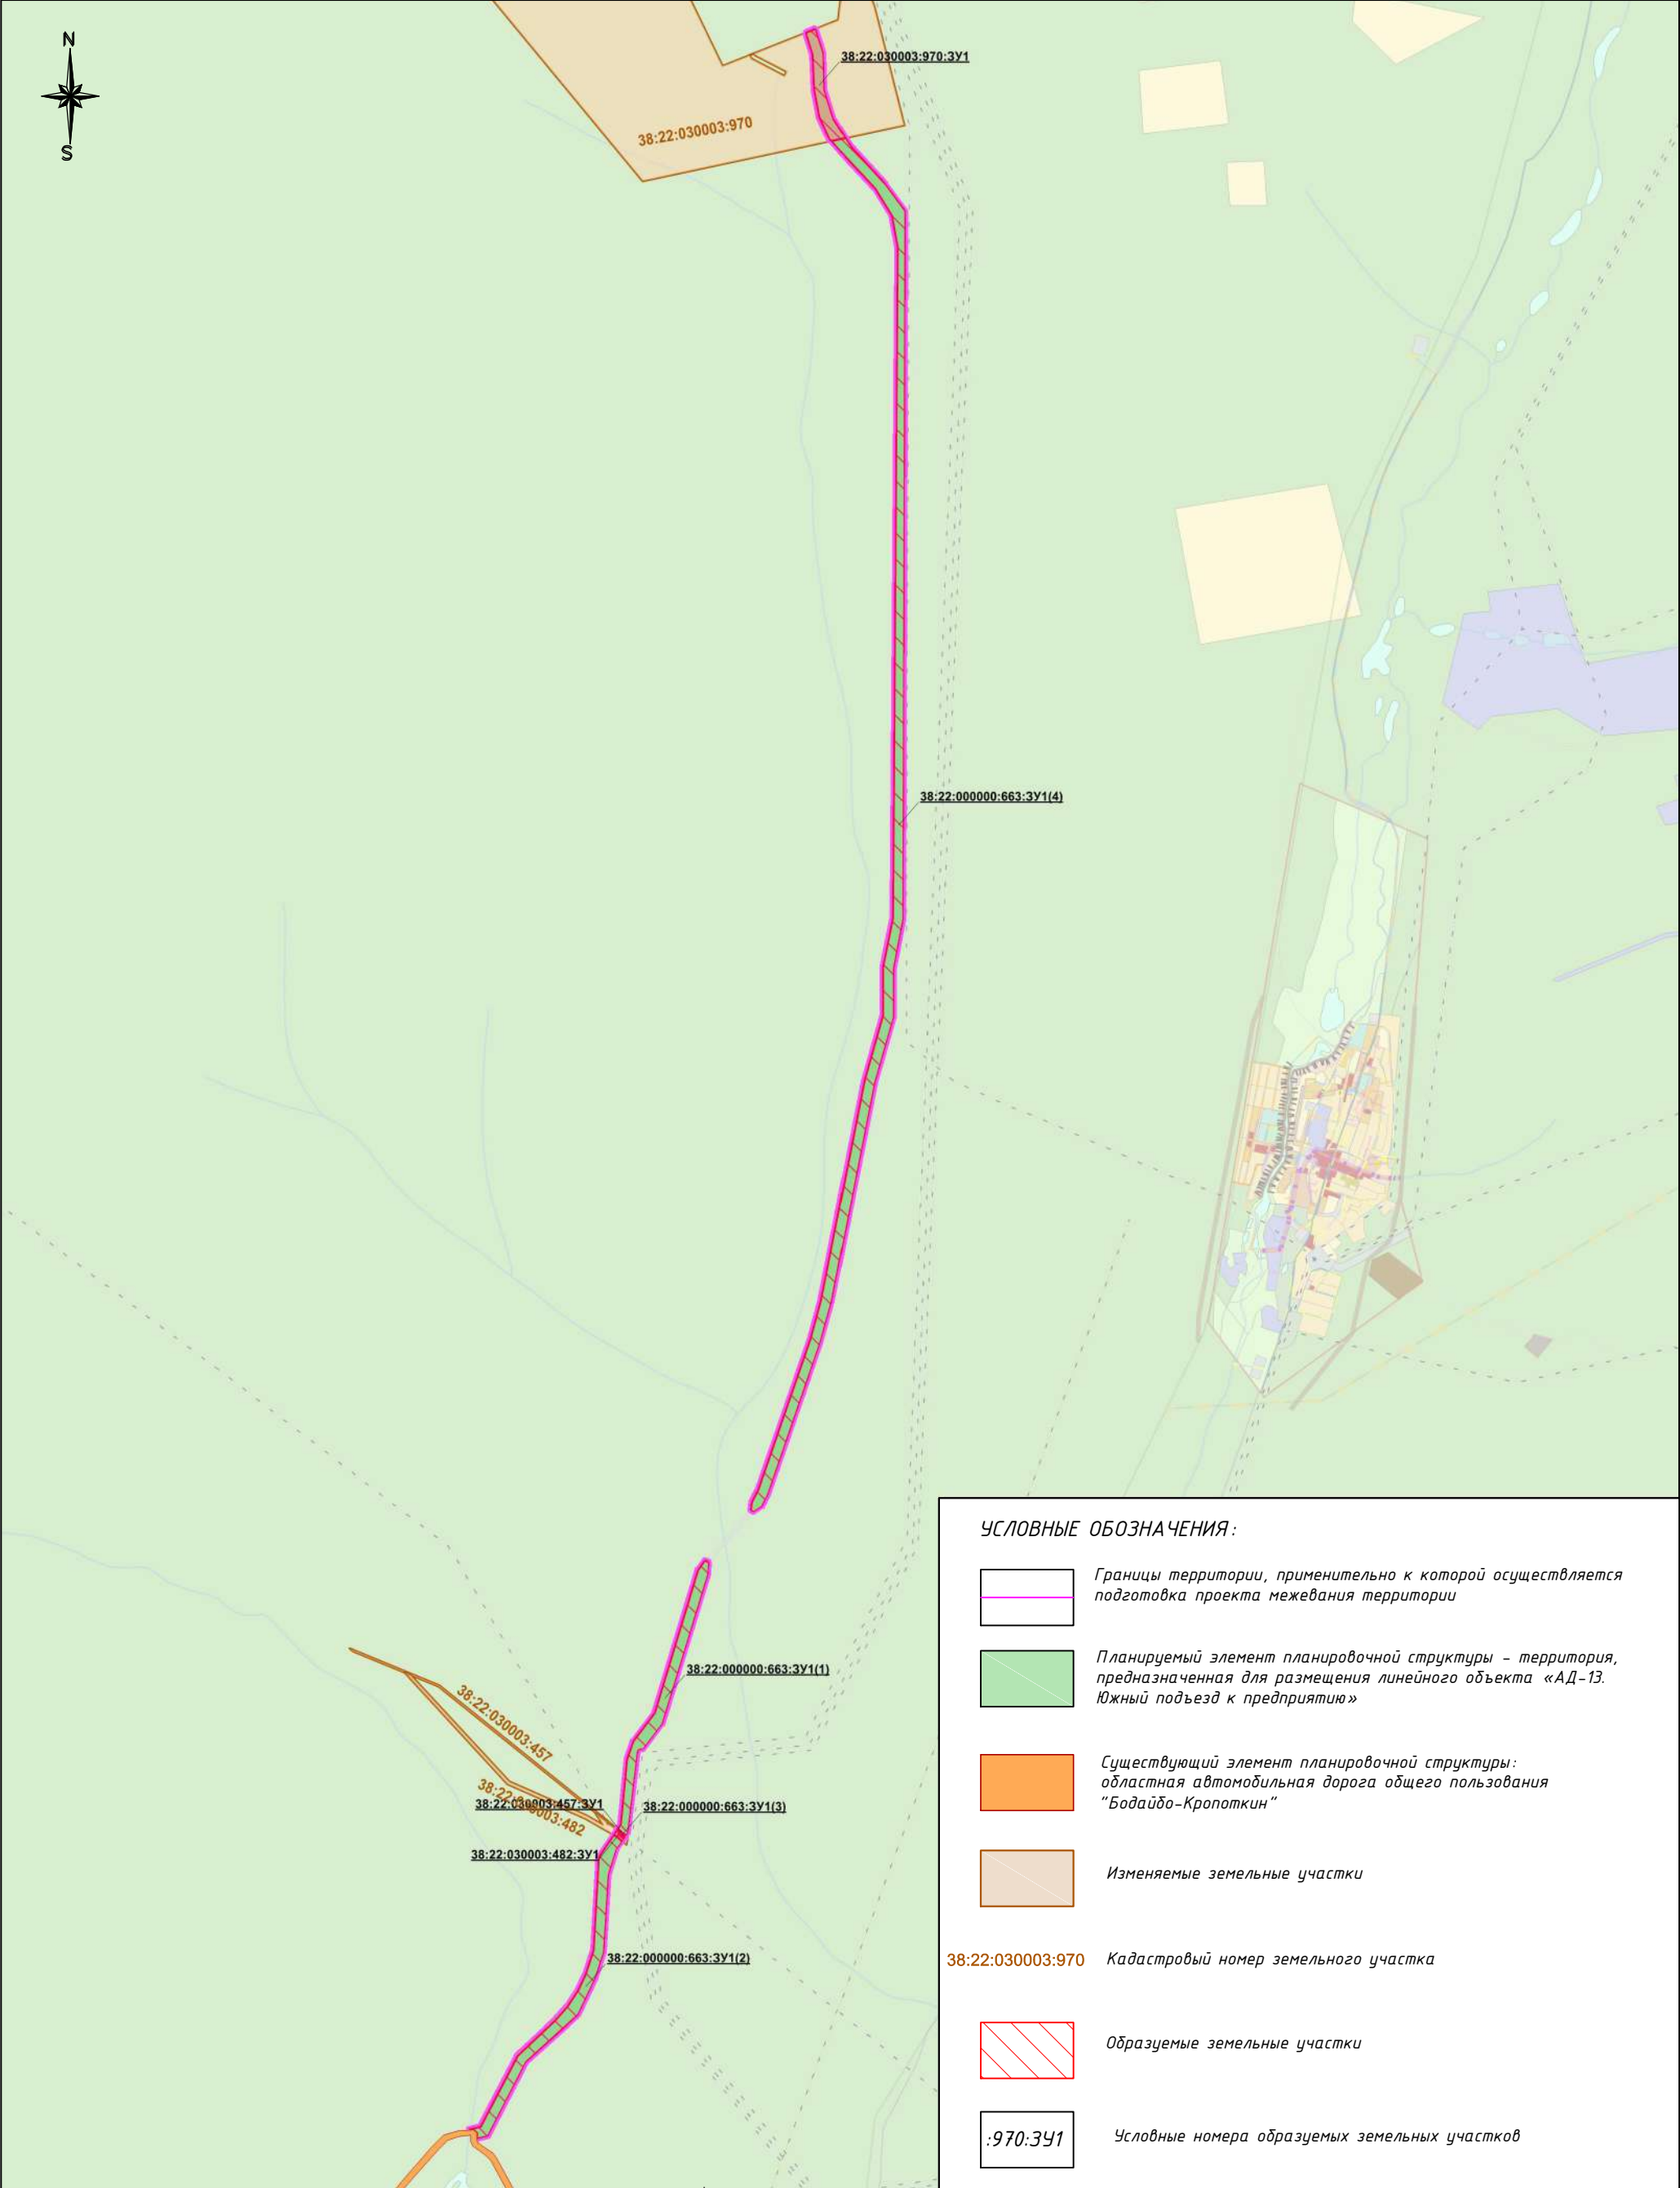 N
S
38:22:030003:970:ЗУ1
38:22:030003:970
38:22:000000:663:ЗУ1(4)
38:22:000000:663:ЗУ1(1)
38:22:030003:457
38:22:030003:482
38:22:030003:457:ЗУ1
38:22:000000:663:ЗУ1(3)
38:22:030003:482:ЗУ1
38:22:000000:663:ЗУ1(2)
УСЛОВНЫЕ ОБОЗНАЧЕНИЯ:
Границы территории, применительно к которой осуществляется
подготовка проекта межевания территории
Планируемый элемент планировочной структуры - территория,
предназначенная для размещения линейного объекта «АД-13.
Южный подъезд к предприятию»
Существующий элемент планировочной структуры:
областная автомобильная дорога общего пользования
"Бодайбо-Кропоткин"
Изменяемые земельные участки
38:22:030003:970 Кадастровый номер земельного участка
Образуемые земельные участки
:970:ЗУ1 Условные номера образуемых земельных участков